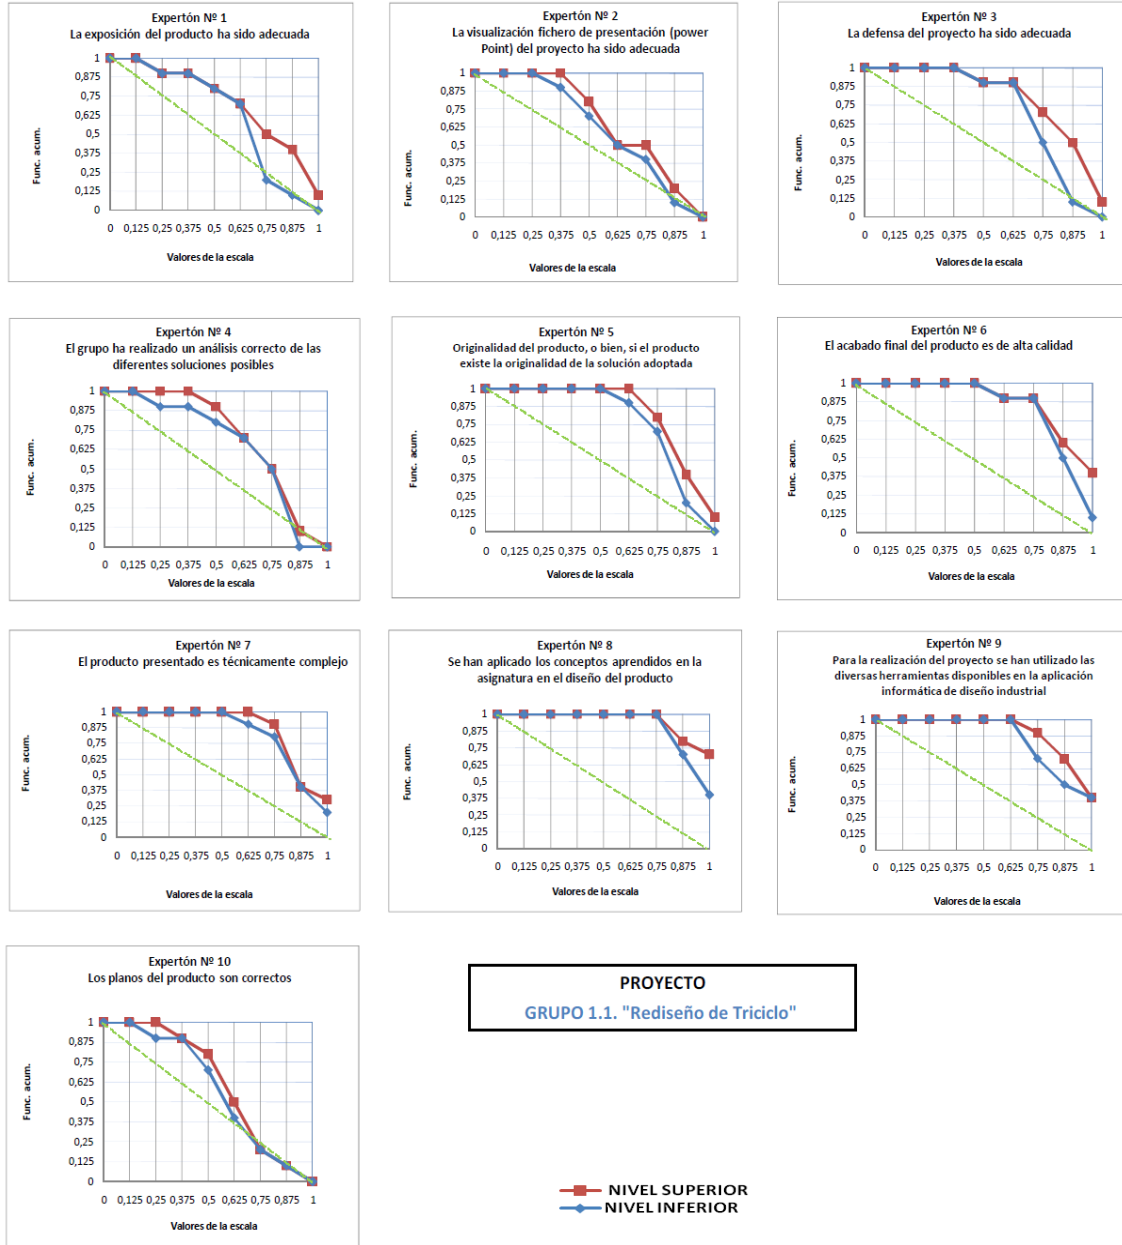 Expertón Nº 1
La exposición del producto ha sido adecuada
Func. acum.
1
0,875
0,75
0,625
0,5
0,375
0,25
0,125
0
0 0,125 0,25 0,375 0,5 0,625 0,75 0,875 1
Valores de la escala
Expertón Nº 2
La visualización fichero de presentación (power
Point) del proyecto ha sido adecuada
Func. acum.
1
0,875
0,75
0,625
0,5
0,375
0,25
0,125
0
0 0,125 0,25 0,375 0,5 0,625 0,75 0,875 1
Valores de la escala
Expertón Nº 3
La defensa del proyecto ha sido adecuada
Func. acum.
1
0,875
0,75
0,625
0,5
0,375
0,25
0,125
0
0 0,125 0,25 0,375 0,5 0,625 0,75 0,875 1
Valores de la escala
Expertón Nº 4
El grupo ha realizado un análisis correcto de las
diferentes soluciones posibles
Func. acum.
1
0,875
0,75
0,625
0,5
0,375
0,25
0,125
0
0 0,125 0,25 0,375 0,5 0,625 0,75 0,875 1
Valores de la escala
Expertón Nº 5
Originalidad del producto, o bien, si el producto
existe la originalidad de la solución adoptada
Func. acum.
1
0,875
0,75
0,625
0,5
0,375
0,25
0,125
0
0 0,125 0,25 0,375 0,5 0,625 0,75 0,875 1
Valores de la escala
Expertón Nº 6
El acabado final del producto es de alta calidad
Func. acum.
1
0,875
0,75
0,625
0,5
0,375
0,25
0,125
0
0 0,125 0,25 0,375 0,5 0,625 0,75 0,875 1
Valores de la escala
Expertón Nº 7
El producto presentado es técnicamente complejo
Func. acum.
1
0,875
0,75
0,625
0,5
0,375
0,25
0,125
0
0 0,125 0,25 0,375 0,5 0,625 0,75 0,875 1
Valores de la escala
Expertón Nº 8
Se han aplicado los conceptos aprendidos en la
asignatura en el diseño del producto
Func. acum.
1
0,875
0,75
0,625
0,5
0,375
0,25
0,125
0
0 0,125 0,25 0,375 0,5 0,625 0,75 0,875 1
Valores de la escala
Expertón Nº 9
Para la realización del proyecto se han utilizado las
diversas herramientas disponibles en la aplicación
informática de diseño industrial
Func. acum.
1
0,875
0,75
0,625
0,5
0,375
0,25
0,125
0
0 0,125 0,25 0,375 0,5 0,625 0,75 0,875 1
Valores de la escala
Expertón Nº 10
Los planos del producto son correctos
Func. acum.
1
0,875
0,75
0,625
0,5
0,375
0,25
0,125
0
0 0,125 0,25 0,375 0,5 0,625 0,75 0,875 1
Valores de la escala
PROYECTO
GRUPO 1.1. "Rediseño de Triciclo"
NIVEL SUPERIOR
NIVEL INFERIOR